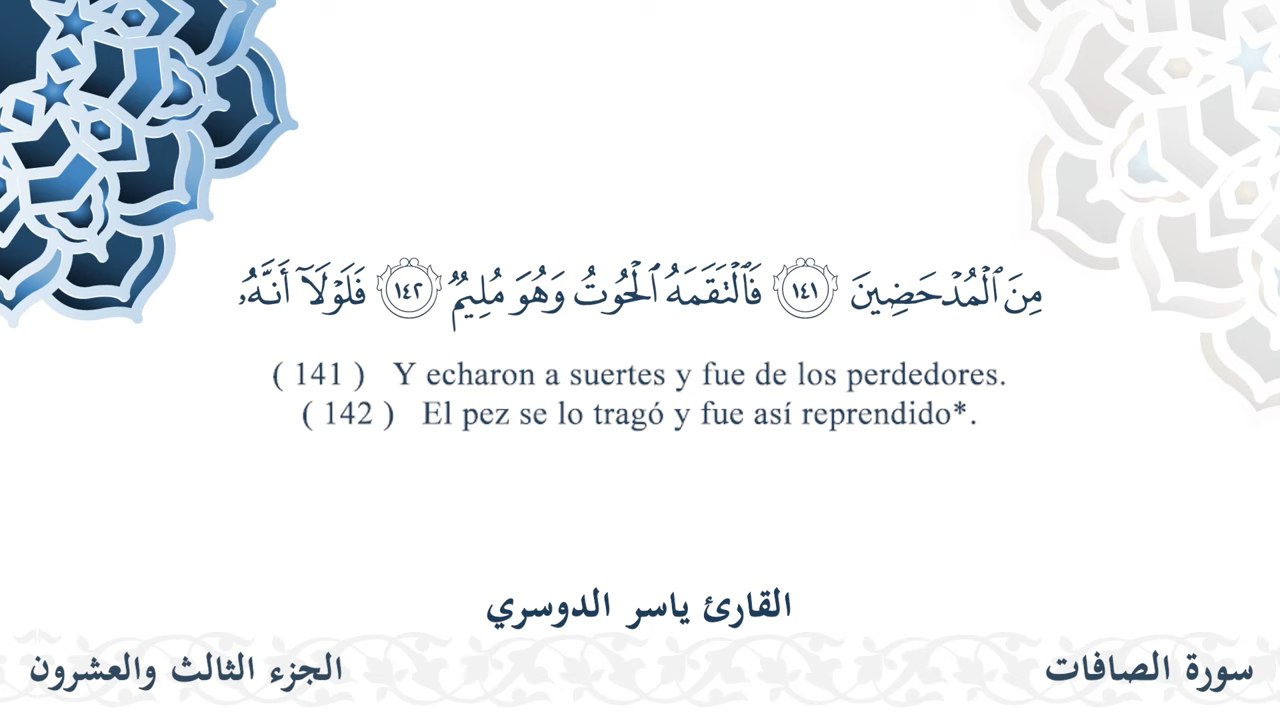 مِنَ ٱلْمُدْحَضِينَ ١٤١ فَٱلْتَقَمَهُ ٱلْحُوتُ وَهُوَ مُلِيمٌ ١٤٢ فَلَوْلَآ أَنَّهُۥ
( 141 ) Y echaron a suertes y fue de los perdedores.
( 142 ) El pez se lo tragó y fue así reprendido*.
القارئ ياسر الدوسري
سورة الصافات
الجزء الثالث والعشرون